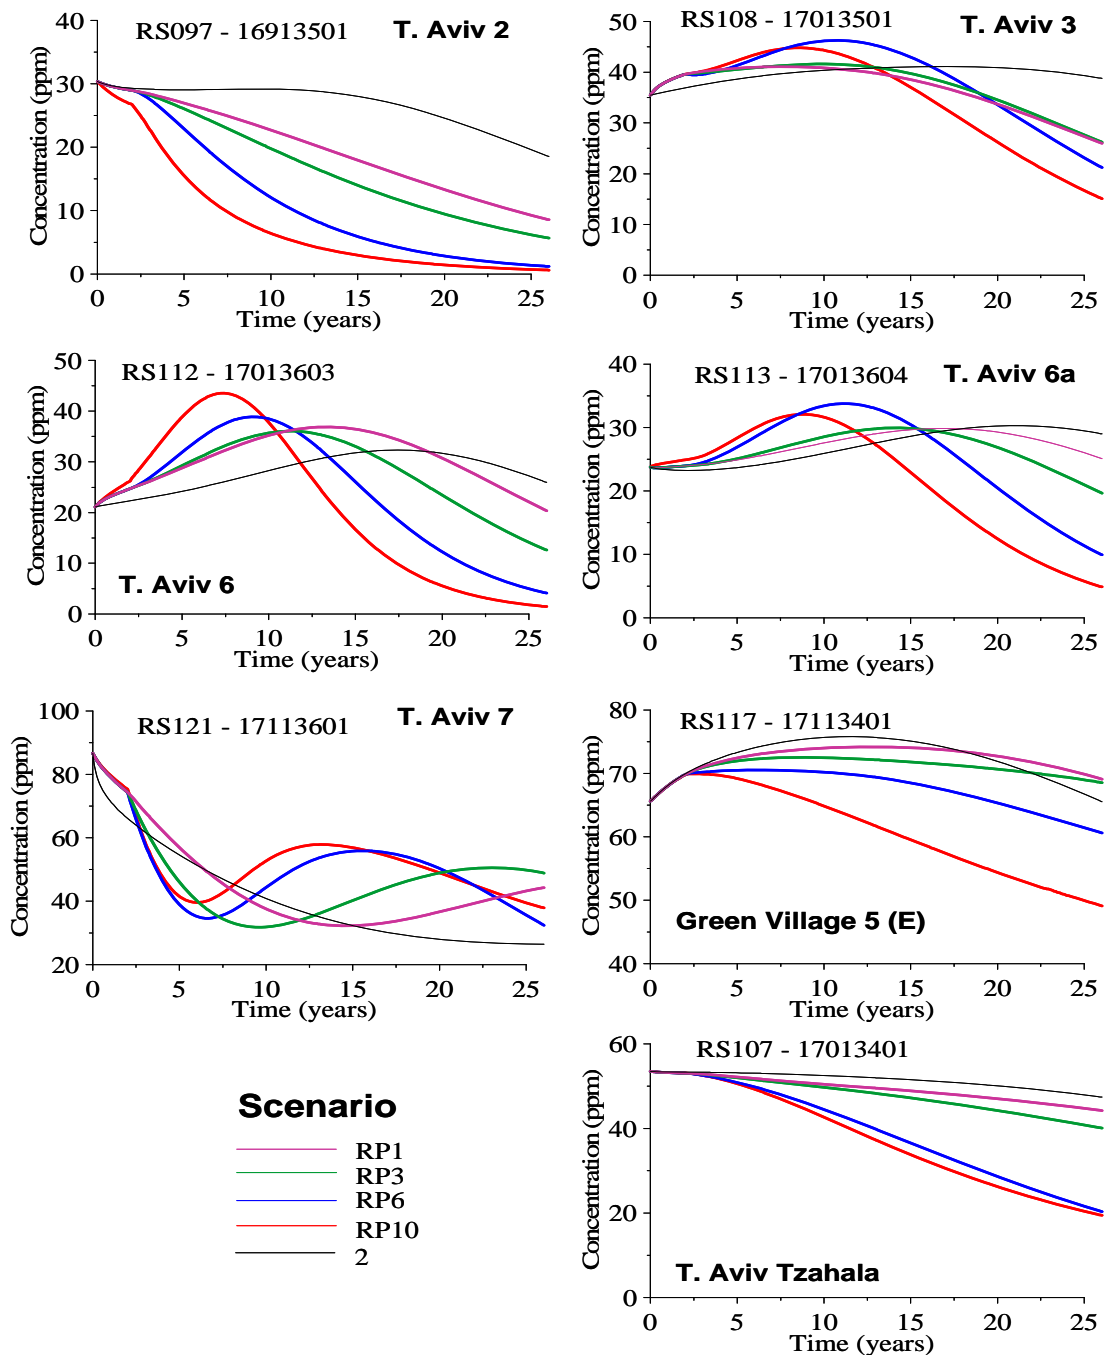 RS097 - 16913501
T. Aviv 2
Concentration (ppm)
40
30
20
10
0
0 5 10 15 20 25
Time (years)
RS108 - 17013501
T. Aviv 3
Concentration (ppm)
50
40
30
20
10
0
0 5 10 15 20 25
Time (years)
RS112 - 17013603
T. Aviv 6
Concentration (ppm)
50
40
30
20
10
0
0 5 10 15 20 25
Time (years)
RS113 - 17013604
T. Aviv 6a
Concentration (ppm)
40
30
20
10
0
0 5 10 15 20 25
Time (years)
RS121 - 17113601
T. Aviv 7
Concentration (ppm)
100
80
60
40
20
0 5 10 15 20 25
Time (years)
RS117 - 17113401
Green Village 5 (E)
Concentration (ppm)
80
70
60
50
40
0 5 10 15 20 25
Time (years)
Scenario
RP1
RP3
RP6
RP10
2
RS107 - 17013401
T. Aviv Tzahala
Concentration (ppm)
60
40
20
0
0 5 10 15 20 25
Time (years)